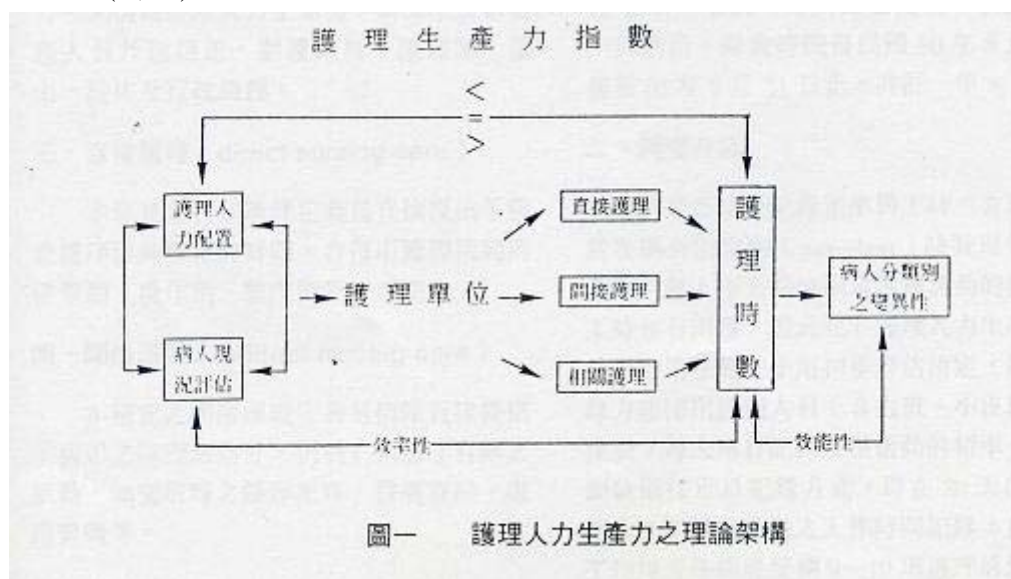 護理生產力指數
<
=
>
護理人
力配置
直接護理
護
理
時
數
病人分類別
之變異性
護理單位
間接護理
病人現
況評估
相關護理
效率性
效能性
圖一 護理人力生產力之理論架構